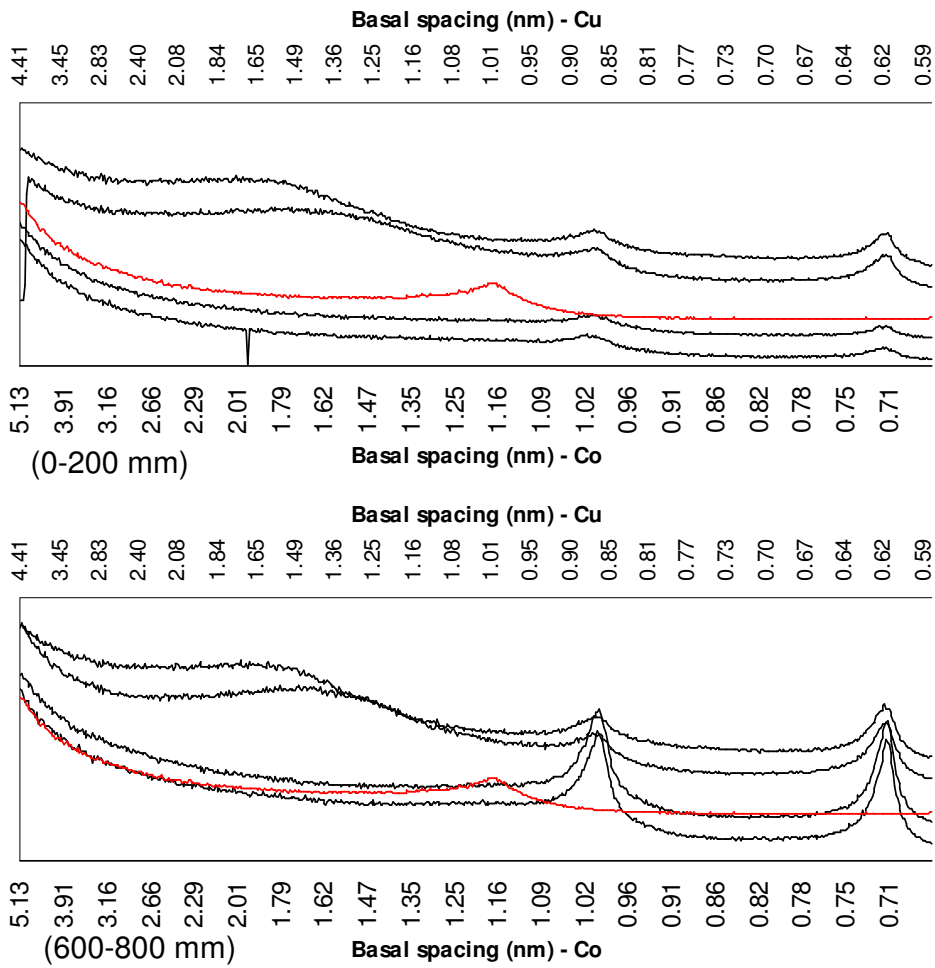 Basal spacing (nm) - Cu
4.41 3.45 2.83 2.40 2.08 1.84 1.65 1.49 1.36 1.25 1.16 1.08 1.01 0.95 0.90 0.85 0.81 0.77 0.73 0.70 0.67 0.64 0.62 0.59
5.13 3.91 3.16 2.66 2.29 2.01 1.79 1.62 1.47 1.35 1.25 1.16 1.09 1.02 0.96 0.91 0.86 0.82 0.78 0.75 0.71
(0-200 mm) Basal spacing (nm) - Co
Basal spacing (nm) - Cu
4.41 3.45 2.83 2.40 2.08 1.84 1.65 1.49 1.36 1.25 1.16 1.08 1.01 0.95 0.90 0.85 0.81 0.77 0.73 0.70 0.67 0.64 0.62 0.59
5.13 3.91 3.16 2.66 2.29 2.01 1.79 1.62 1.47 1.35 1.25 1.16 1.09 1.02 0.96 0.91 0.86 0.82 0.78 0.75 0.71
(600-800 mm) Basal spacing (nm) - Co